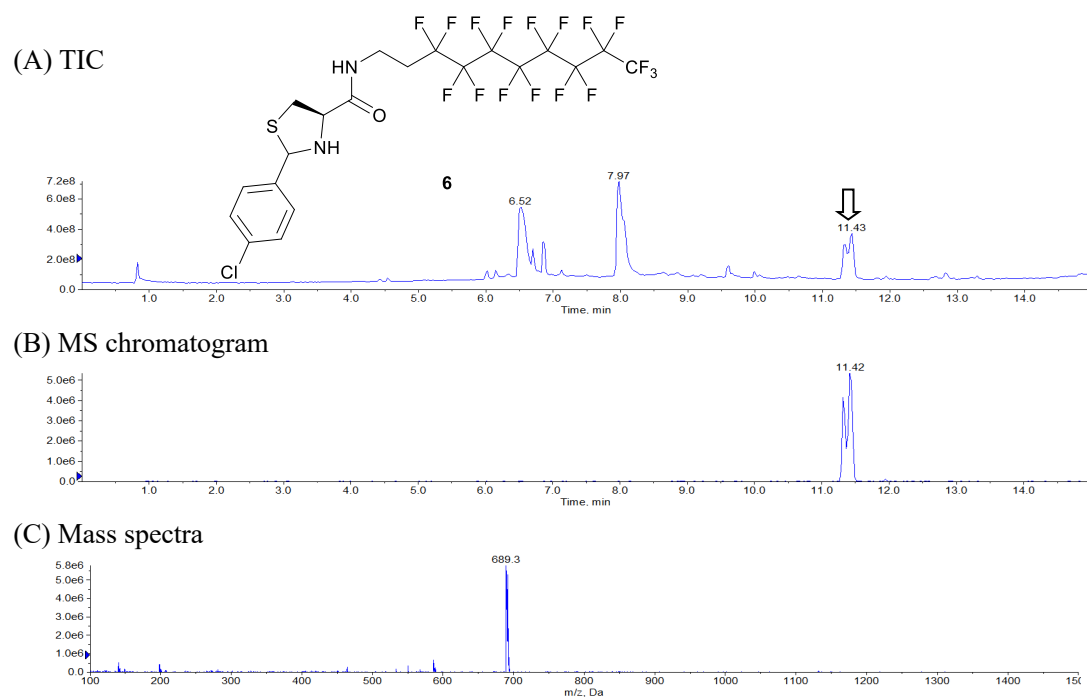 (A) TIC
F F F F F F F F
CF3
F F F F F F F F
HN
O
S
NH
Cl
6
7.2e8
6.0e8
4.0e8
2.0e8
0.0
6.52
7.97
11.43
1.0 2.0 3.0 4.0 5.0 6.0 7.0 8.0 9.0 10.0 11.0 12.0 13.0 14.0
Time, min
(B) MS chromatogram
5.0e6
4.0e6
3.0e6
2.0e6
1.0e6
0.0
11.42
1.0 2.0 3.0 4.0 5.0 6.0 7.0 8.0 9.0 10.0 11.0 12.0 13.0 14.0
Time, min
(C) Mass spectra
5.8e6
5.0e6
4.0e6
3.0e6
2.0e6
1.0e6
0.0
689.3
100 200 300 400 500 600 700 800 900 1000 1100 1200 1300 1400 150
m/z, Da